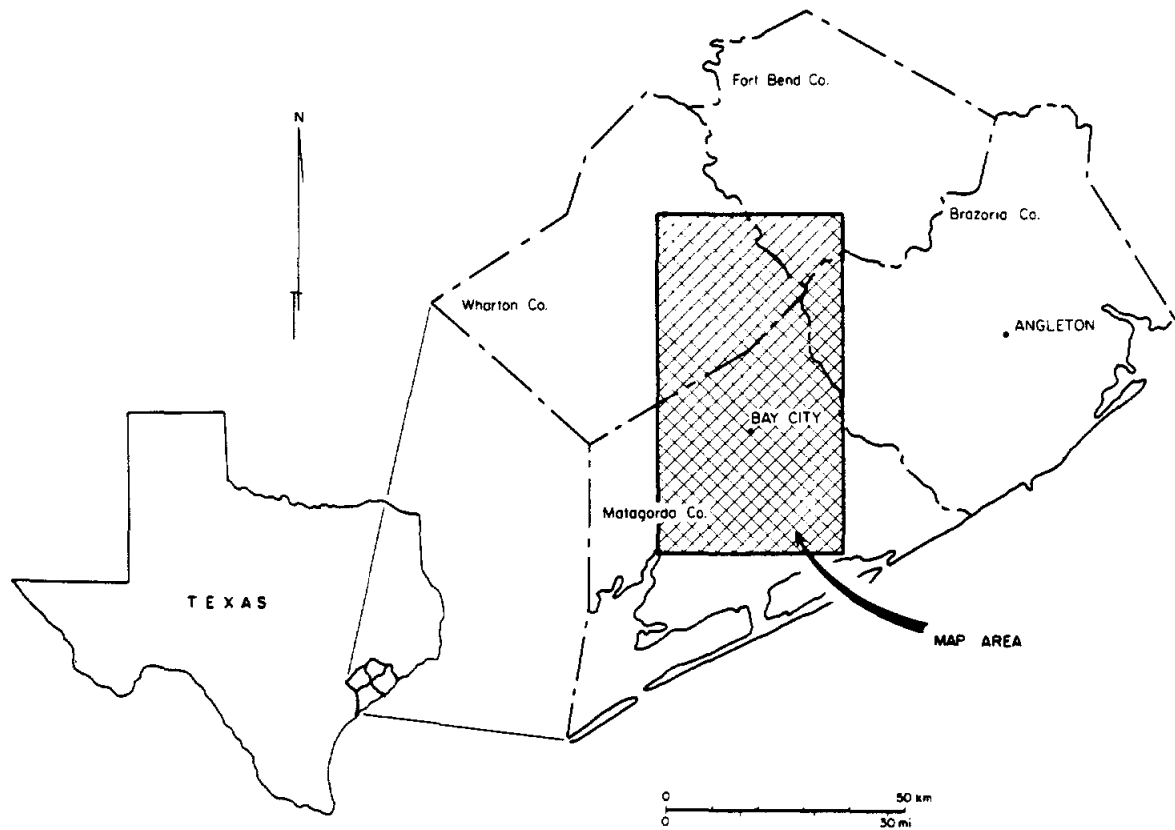 Fort Bend Co.
N
Brazoria Co.
Wharton Co.
ANGLETON
BAY CITY
Matagorda Co.
TEXAS
MAP AREA
0 50 km
0 30 mi